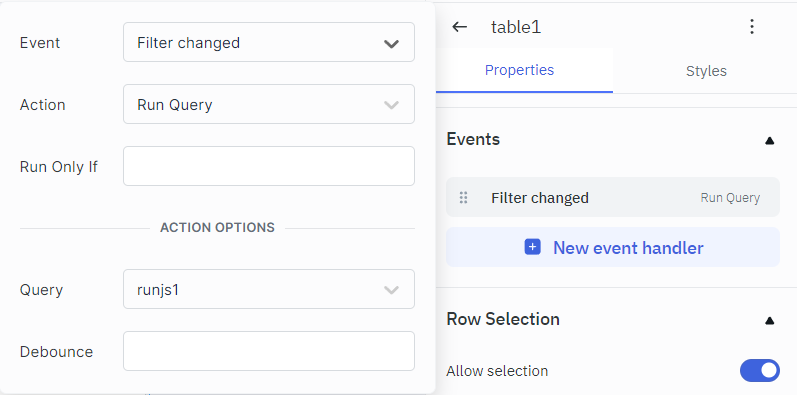 Event
Filter changed
Action
Run Query
Run Only If
ACTION OPTIONS
Query
runjs1
Debounce
table1
Properties
Styles
Events
Filter changed
Run Query
New event handler
Row Selection
Allow selection